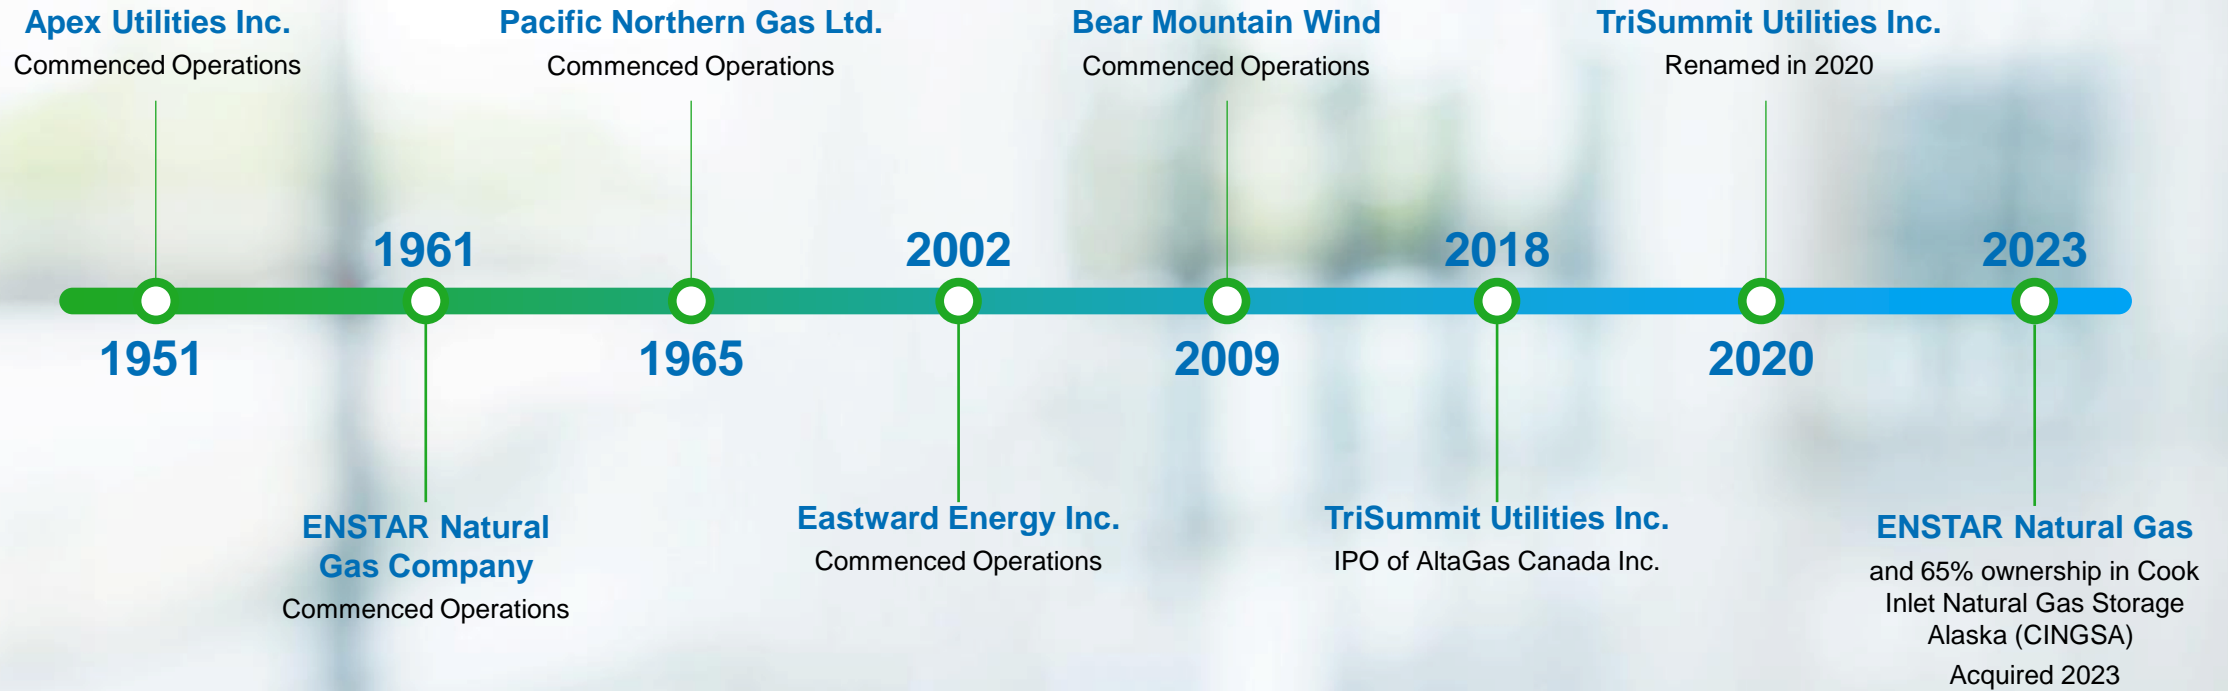 Apex Utilities Inc.
Commenced Operations
1951
1961
ENSTAR Natural
Gas Company
Commenced Operations
Pacific Northern Gas Ltd.
Commenced Operations
1965
2002
Eastward Energy Inc.
Commenced Operations
Bear Mountain Wind
Commenced Operations
2009
2018
TriSummit Utilities Inc.
IPO of AltaGas Canada Inc.
TriSummit Utilities Inc.
Renamed in 2020
2020
2023
ENSTAR Natural Gas
and 65% ownership in Cook
Inlet Natural Gas Storage
Alaska (CINGSA)
Acquired 2023